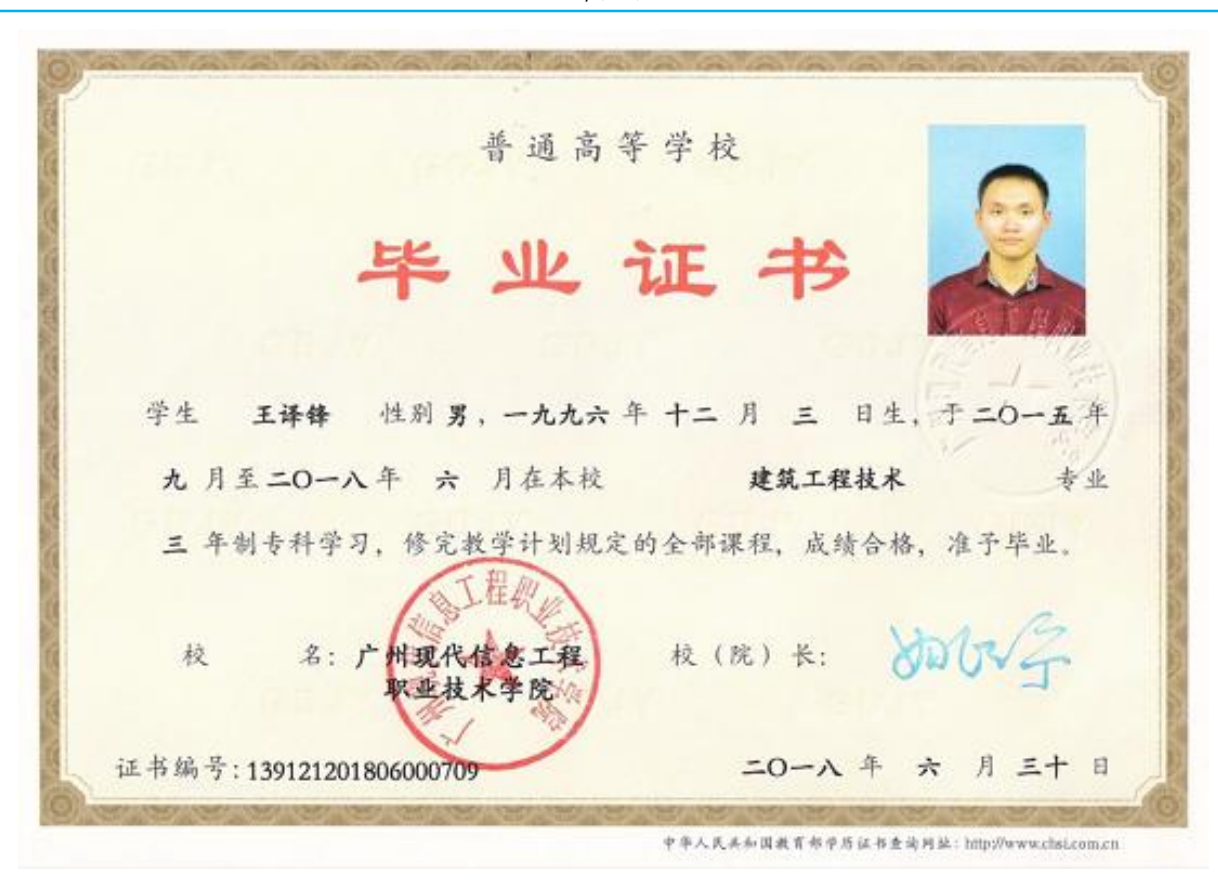 普通高等学校
毕业证书
学生 王译锋 性别 男，一九九六 年 十二 月 三 日生，于 二〇一五 年
九 月至 二〇一八 年 六 月在本校 建筑工程技术 专业
三 年制专科学习，修完教学计划规定的全部课程，成绩合格，准予毕业。
校 名：广州现代信息工程 校（院）长：
职业技术学院
证书编号：139121201806000709 二〇一八 年 六 月 三十 日
中华人民共和国教育部学历证书查询网址：http://www.chsi.com.cn